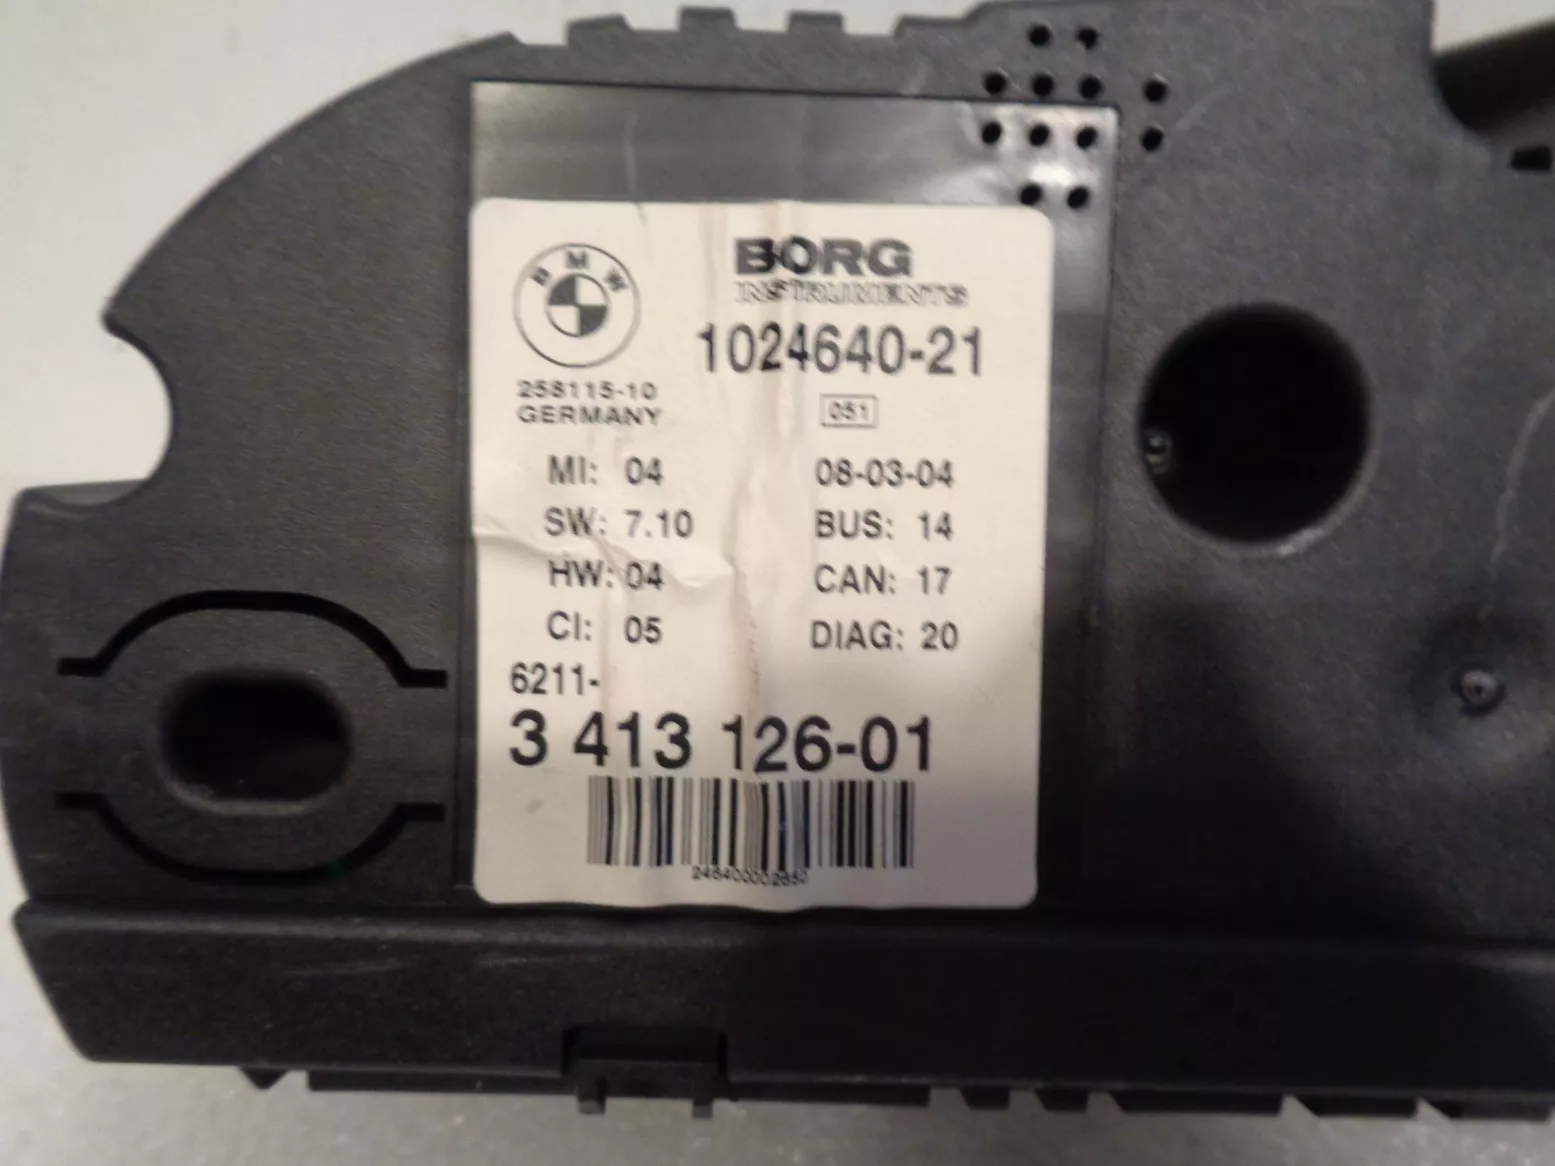 BMW
BORG
INSTRUMENTS
1024640-21
258115-10
GERMANY
051
MI: 04 08-03-04
SW: 7.10 BUS: 14
HW: 04 CAN: 17
CI: 05 DIAG: 20
6211-
3 413 126-01